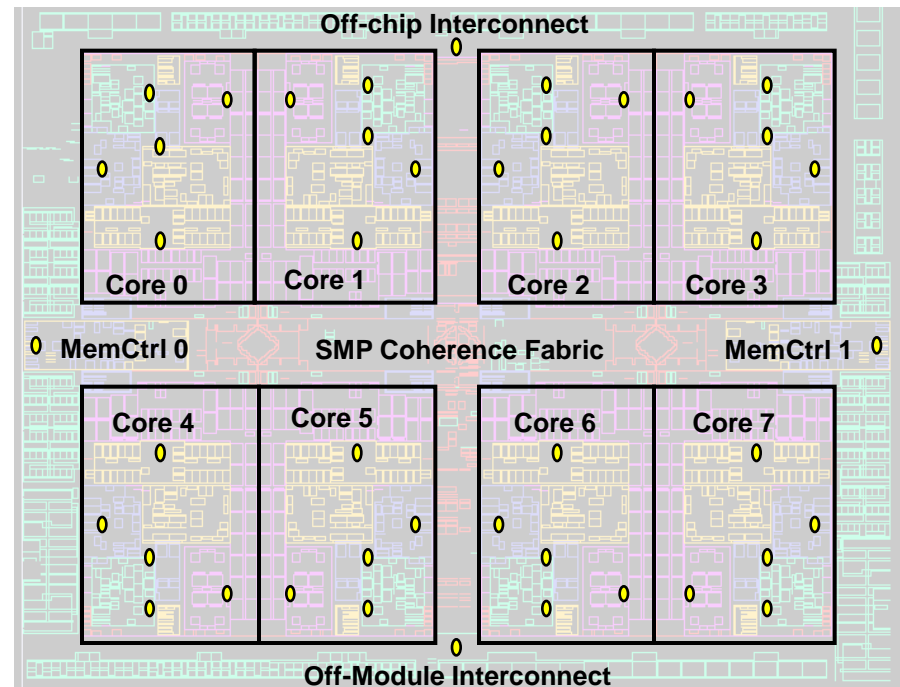 Off-chip Interconnect
Core 0
Core 1
Core 2
Core 3
MemCtrl 0
SMP Coherence Fabric
MemCtrl 1
Core 4
Core 5
Core 6
Core 7
Off-Module Interconnect